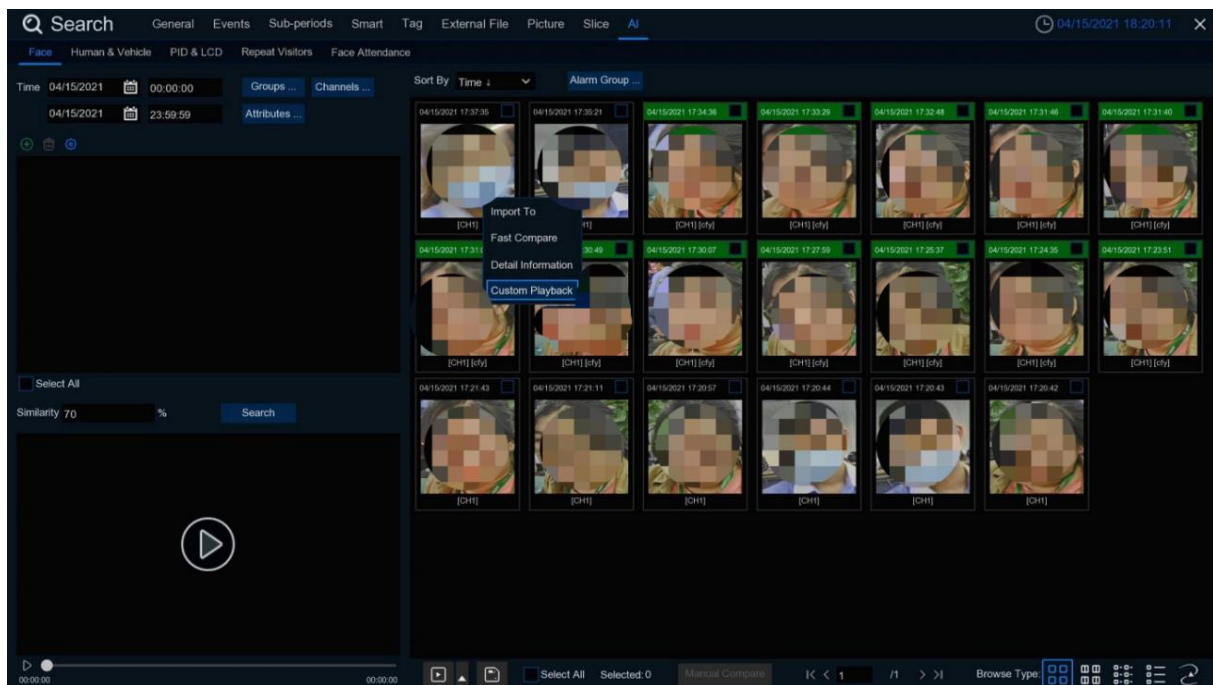 Search General Events Sub-periods Smart Tag External File Picture Slice AI 04/15/2021 18:20:11
Face Human & Vehicle PID & LCD Repeat Visitors Face Attendance
Time 04/15/2021 00:00:00 Groups ... Channels ...
04/15/2021 23:59:59 Attributes ...
Select All
Similarity 70 % Search
00:00:00 00:00:00
Sort By Time ↓ Alarm Group ...
04/15/2021 17:37:35 04/15/2021 17:35:21 04/15/2021 17:34:36 04/15/2021 17:33:29 04/15/2021 17:32:48 04/15/2021 17:31:46 04/15/2021 17:31:40
[CH1] [cfy] [CH1] [cfy] [CH1] [cfy] [CH1] [cfy] [CH1] [cfy]
[CH1]
Import To
Fast Compare
Detail Information
Custom Playback
04/15/2021 17:30:07 04/15/2021 17:27:59 04/15/2021 17:25:37 04/15/2021 17:24:35 04/15/2021 17:23:51
[CH1] [cfy] [CH1] [cfy] [CH1] [cfy] [CH1] [cfy] [CH1] [cfy] [CH1] [cfy] [CH1] [cfy]
04/15/2021 17:21:43 04/15/2021 17:21:11 04/15/2021 17:20:57 04/15/2021 17:20:44 04/15/2021 17:20:43 04/15/2021 17:20:42
[CH1] [CH1] [CH1] [CH1] [CH1] [CH1]
Select All Selected: 0 Manual Compare 1 /1 Browse Type: